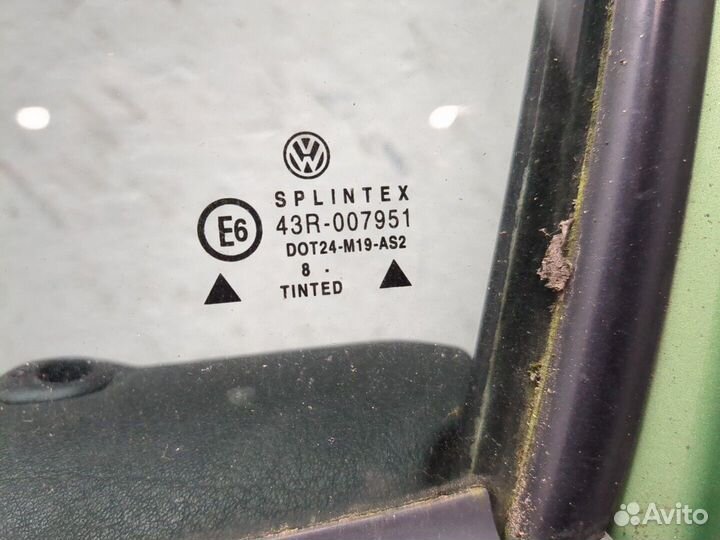 SPLINTEX
E6 43R-007951
DOT24-M19-AS2
8 .
TINTED
Avito